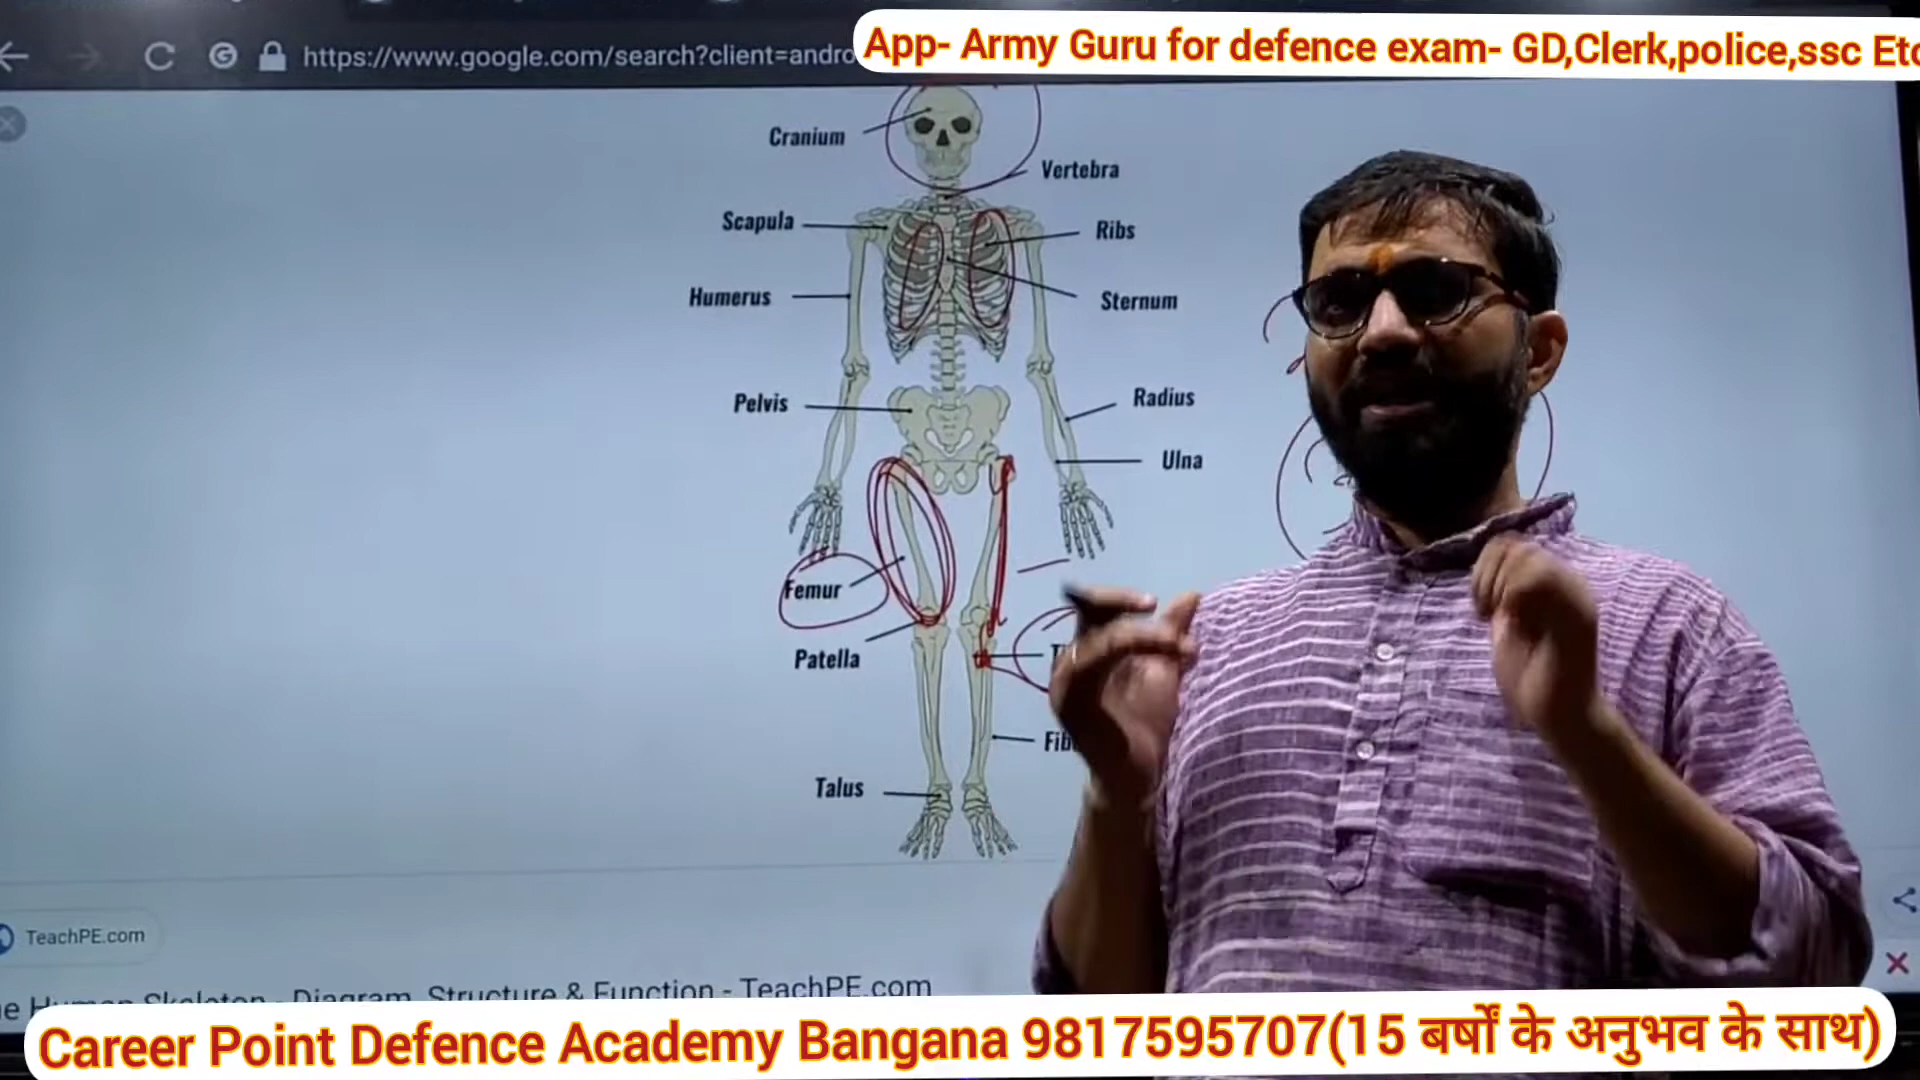 App- Army Guru for defence exam- GD,Clerk,police,ssc Etc
https://www.google.com/search?client=andro
Cranium
Vertebra
Scapula
Ribs
Humerus
Sternum
Pelvis
Radius
Ulna
Femur
Patella
Talus
TeachPE.com
Human Skeleton - Diagram, Structure & Function - TeachPE.com
Career Point Defence Academy Bangana 9817595707(15 बर्षों के अनुभव के साथ)